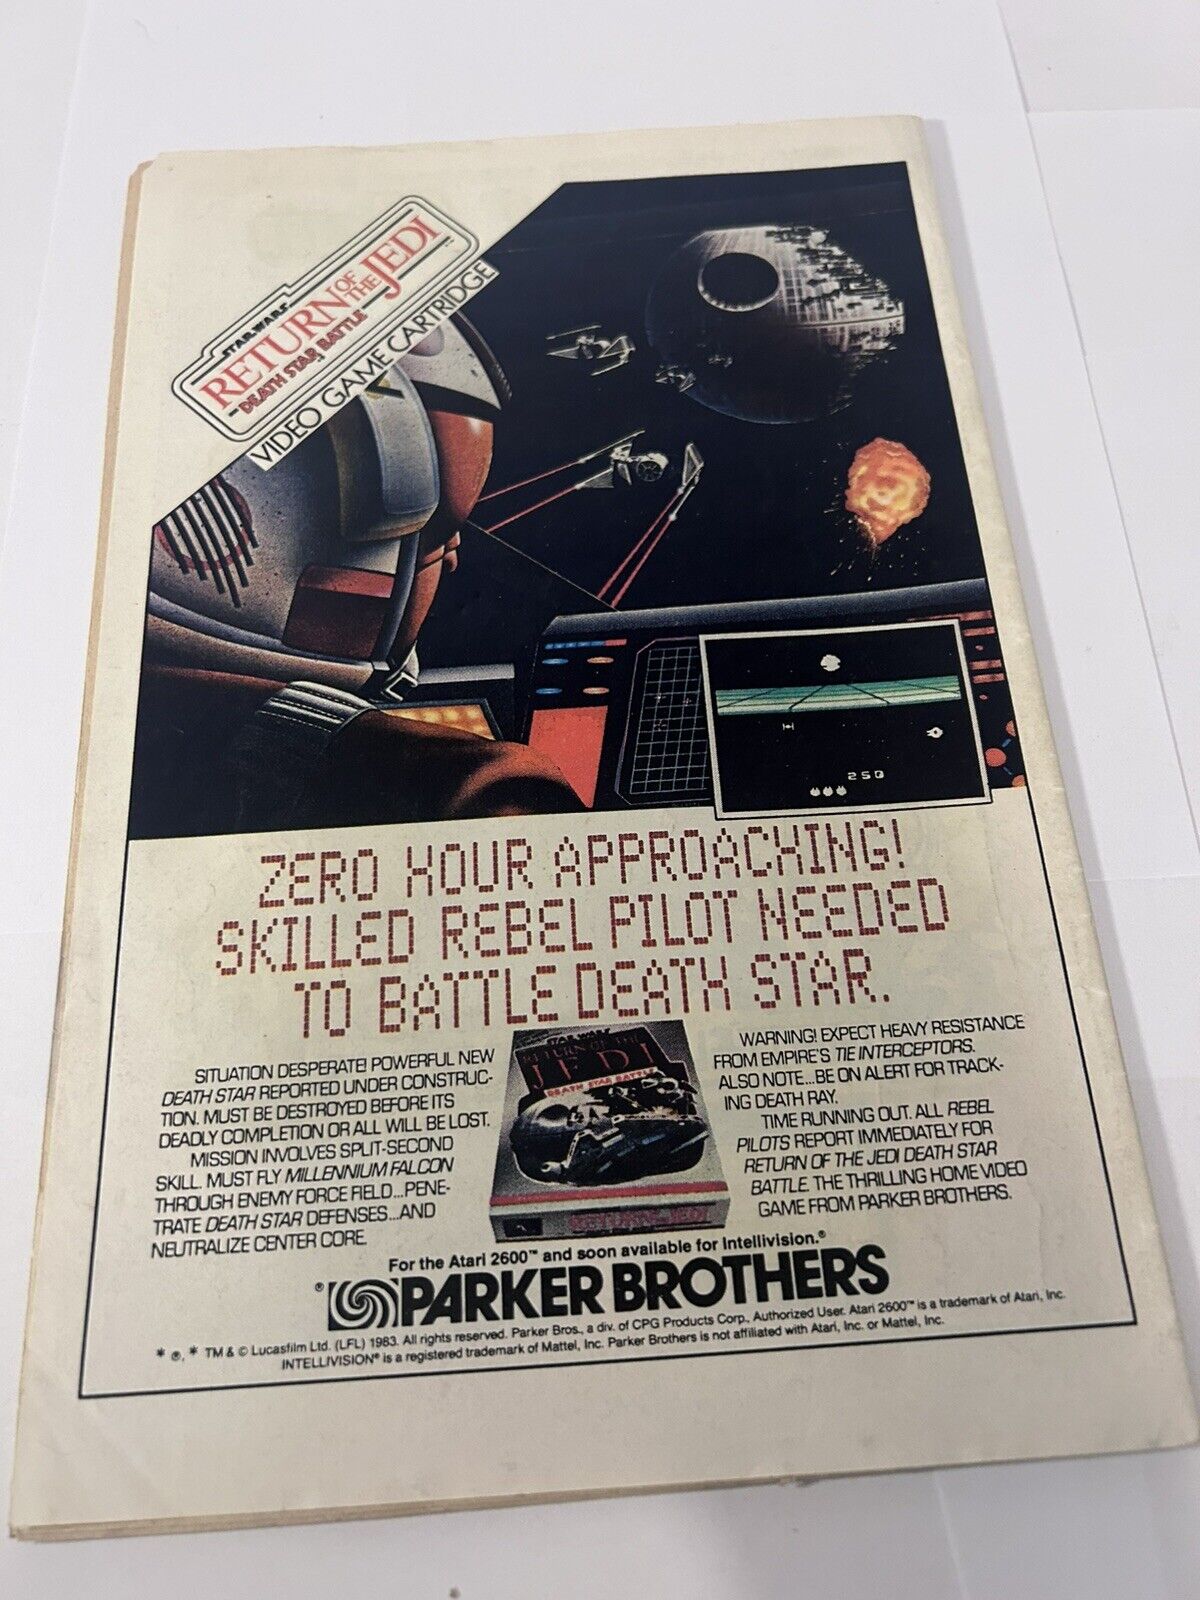 STAR WARS
RETURN OF THE JEDI
DEATH STAR BATTLE
VIDEO GAME CARTRIDGE
250
ZERO HOUR APPROACHING!
SKILLED REBEL PILOT NEEDED
TO BATTLE DEATH STAR.
SITUATION DESPERATE! POWERFUL NEW
DEATH STAR REPORTED UNDER CONSTRUC-
TION. MUST BE DESTROYED BEFORE ITS
DEADLY COMPLETION OR ALL WILL BE LOST.
MISSION INVOLVES SPLIT-SECOND
SKILL. MUST FLY MILLENNIUM FALCON
THROUGH ENEMY FORCE FIELD...PENE-
TRATE DEATH STAR DEFENSES...AND
NEUTRALIZE CENTER CORE.
STAR WARS
RETURN OF THE
JEDI
DEATH STAR BATTLE
RETURN OF THE JEDI
WARNING! EXPECT HEAVY RESISTANCE
FROM EMPIRE'S TIE INTERCEPTORS.
ALSO NOTE...BE ON ALERT FOR TRACK-
ING DEATH RAY.
TIME RUNNING OUT. ALL REBEL
PILOTS REPORT IMMEDIATELY FOR
RETURN OF THE JEDI DEATH STAR
BATTLE. THE THRILLING HOME VIDEO
GAME FROM PARKER BROTHERS.
For the Atari 2600™ and soon available for Intellivision.®
® PARKER BROTHERS
* ®, * TM & © Lucasfilm Ltd. (LFL) 1983. All rights reserved. Parker Bros., a div. of CPG Products Corp., Authorized User. Atari 2600™ is a trademark of Atari, Inc.
INTELLIVISION® is a registered trademark of Mattel, Inc. Parker Brothers is not affiliated with Atari, Inc. or Mattel, Inc.